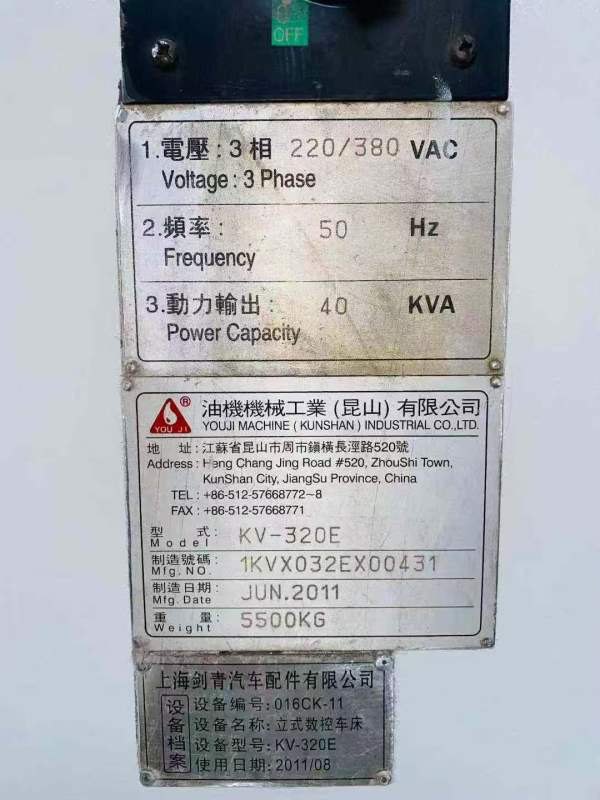 OFF
1.電壓:3相 220/380 VAC
Voltage: 3 Phase
2.頻率: 50 Hz
Frequency
3.動力輸出: 40 KVA
Power Capacity
YOU JI ® 油機機械工業(昆山)有限公司
YOUJI MACHINE (KUNSHAN) INDUSTRIAL CO.,LTD.
地 址:江蘇省昆山市周市鎮橫長涇路520號
Address: Heng Chang Jing Road #520, ZhouShi Town,
KunShan City, JiangSu Province, China
TEL: +86-512-57668772~8
FAX: +86-512-57668771
型 式: KV-320E
Model
制造號碼: 1KVX032EX00431
Mfg.NO.
制造日期: JUN.2011
Mfg.Date
重 量: 5500KG
Weight
上海剑青汽车配件有限公司
设备档案
设备编号:016CK-11
设备名称:立式数控车床
设备型号:KV-320E
使用日期:2011/08